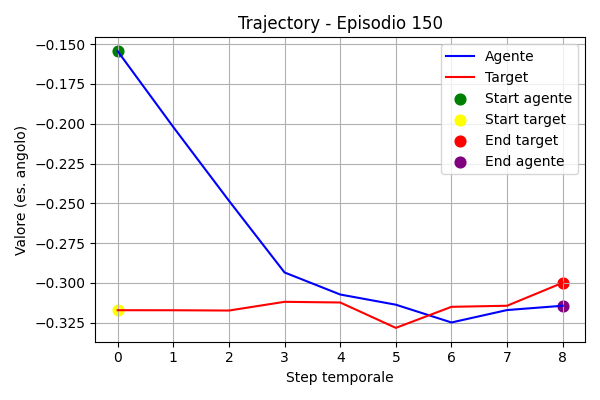 Trajectory - Episodio 150
Agente
Target
Start agente
Start target
End target
End agente
Valore (es. angolo)
−0.150
−0.175
−0.200
−0.225
−0.250
−0.275
−0.300
−0.325
0 1 2 3 4 5 6 7 8
Step temporale